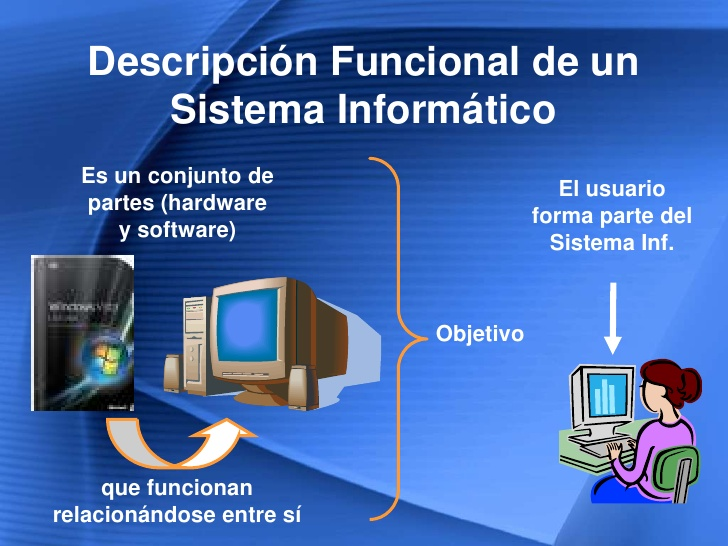 Descripción Funcional de un
Sistema Informático
Es un conjunto de
partes (hardware
y software)
El usuario
forma parte del
Sistema Inf.
Objetivo
que funcionan
relacionándose entre sí